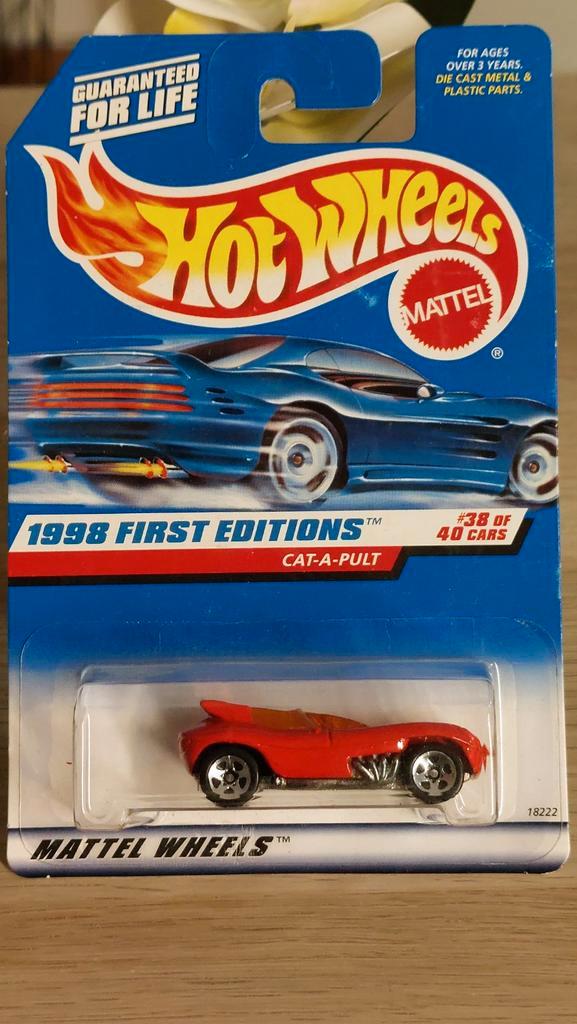 GUARANTEED
FOR LIFE
FOR AGES
OVER 3 YEARS.
DIE CAST METAL &
PLASTIC PARTS.
HOT WHEELS
MATTEL
®
1998 FIRST EDITIONS™
#38 OF
40 CARS
CAT-A-PULT
18222
MATTEL WHEELS™